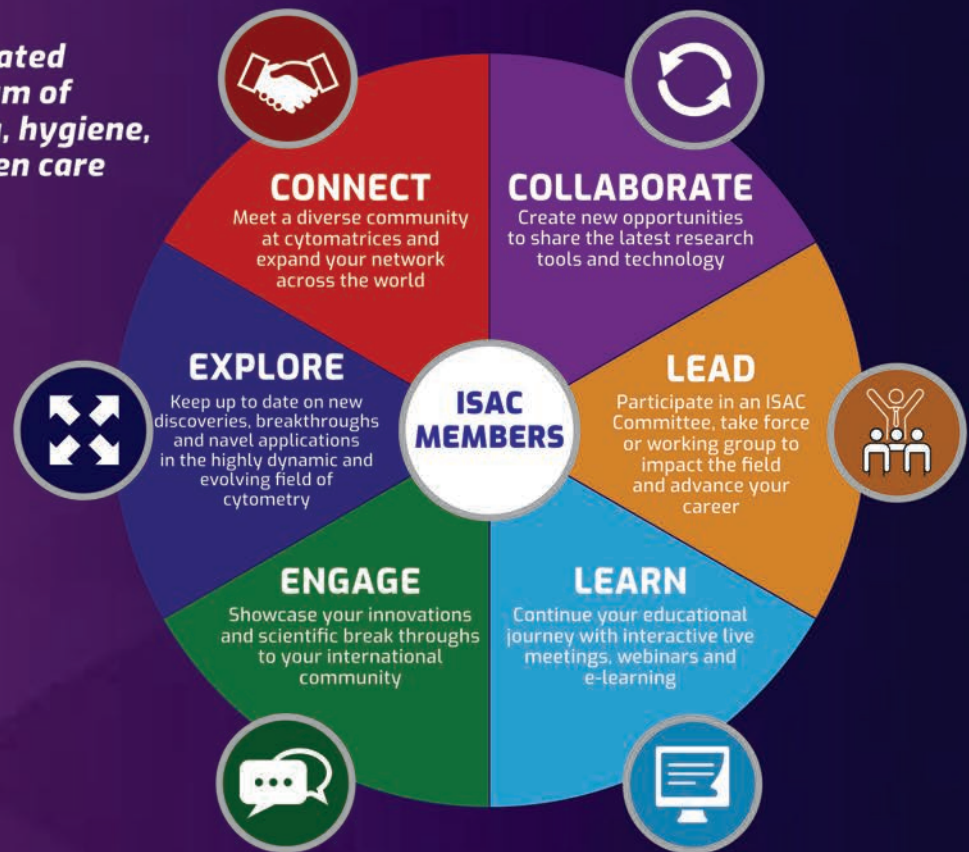 ated
m of
, hygiene,
en care
CONNECT
Meet a diverse community
at cytomatrices and
expand your network
across the world
COLLABORATE
Create new opportunities
to share the latest research
tools and technology
EXPLORE
Keep up to date on new
discoveries, breakthroughs
and navel applications
in the highly dynamic and
evolving field of
cytometry
ISAC
MEMBERS
LEAD
Participate in an ISAC
Committee, take force
or working group to
impact the field
and advance your
career
ENGAGE
Showcase your innovations
and scientific break throughs
to your international
community
LEARN
Continue your educational
journey with interactive live
meetings, webinars and
e-learning